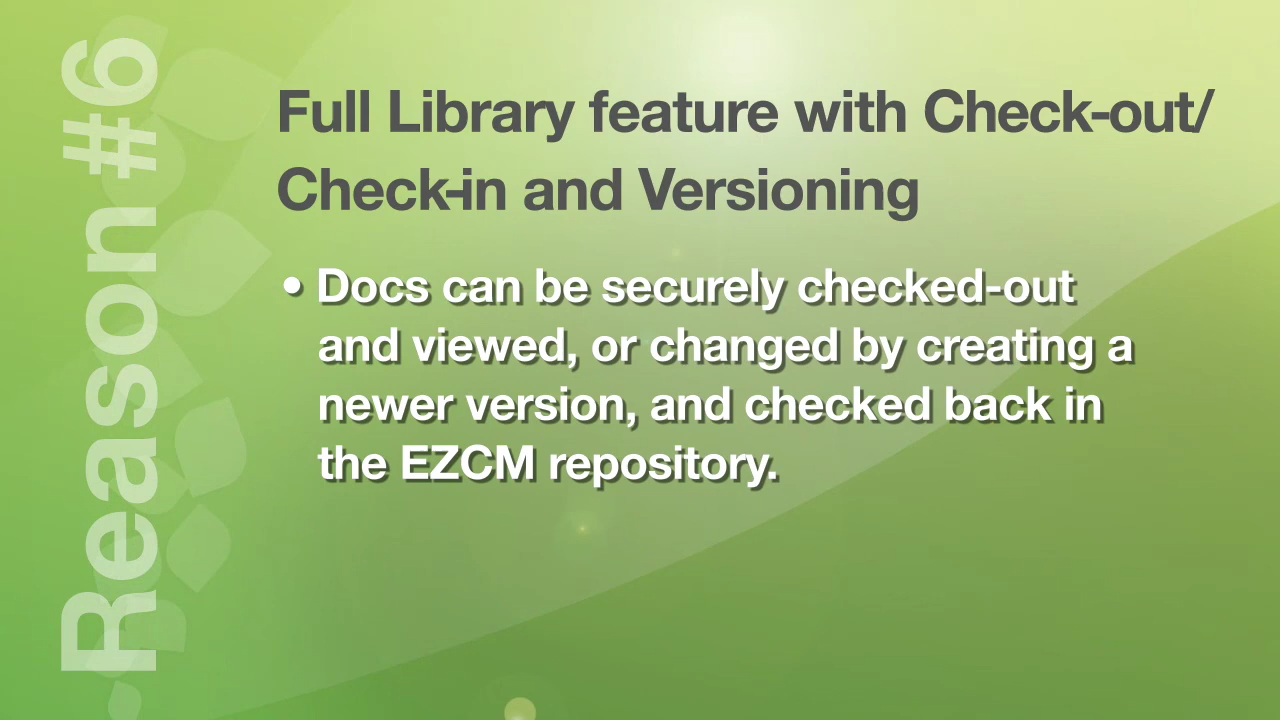 Reason #6
Full Library feature with Check-out/
Check-in and Versioning
• Docs can be securely checked-out
and viewed, or changed by creating a
newer version, and checked back in
the EZCM repository.